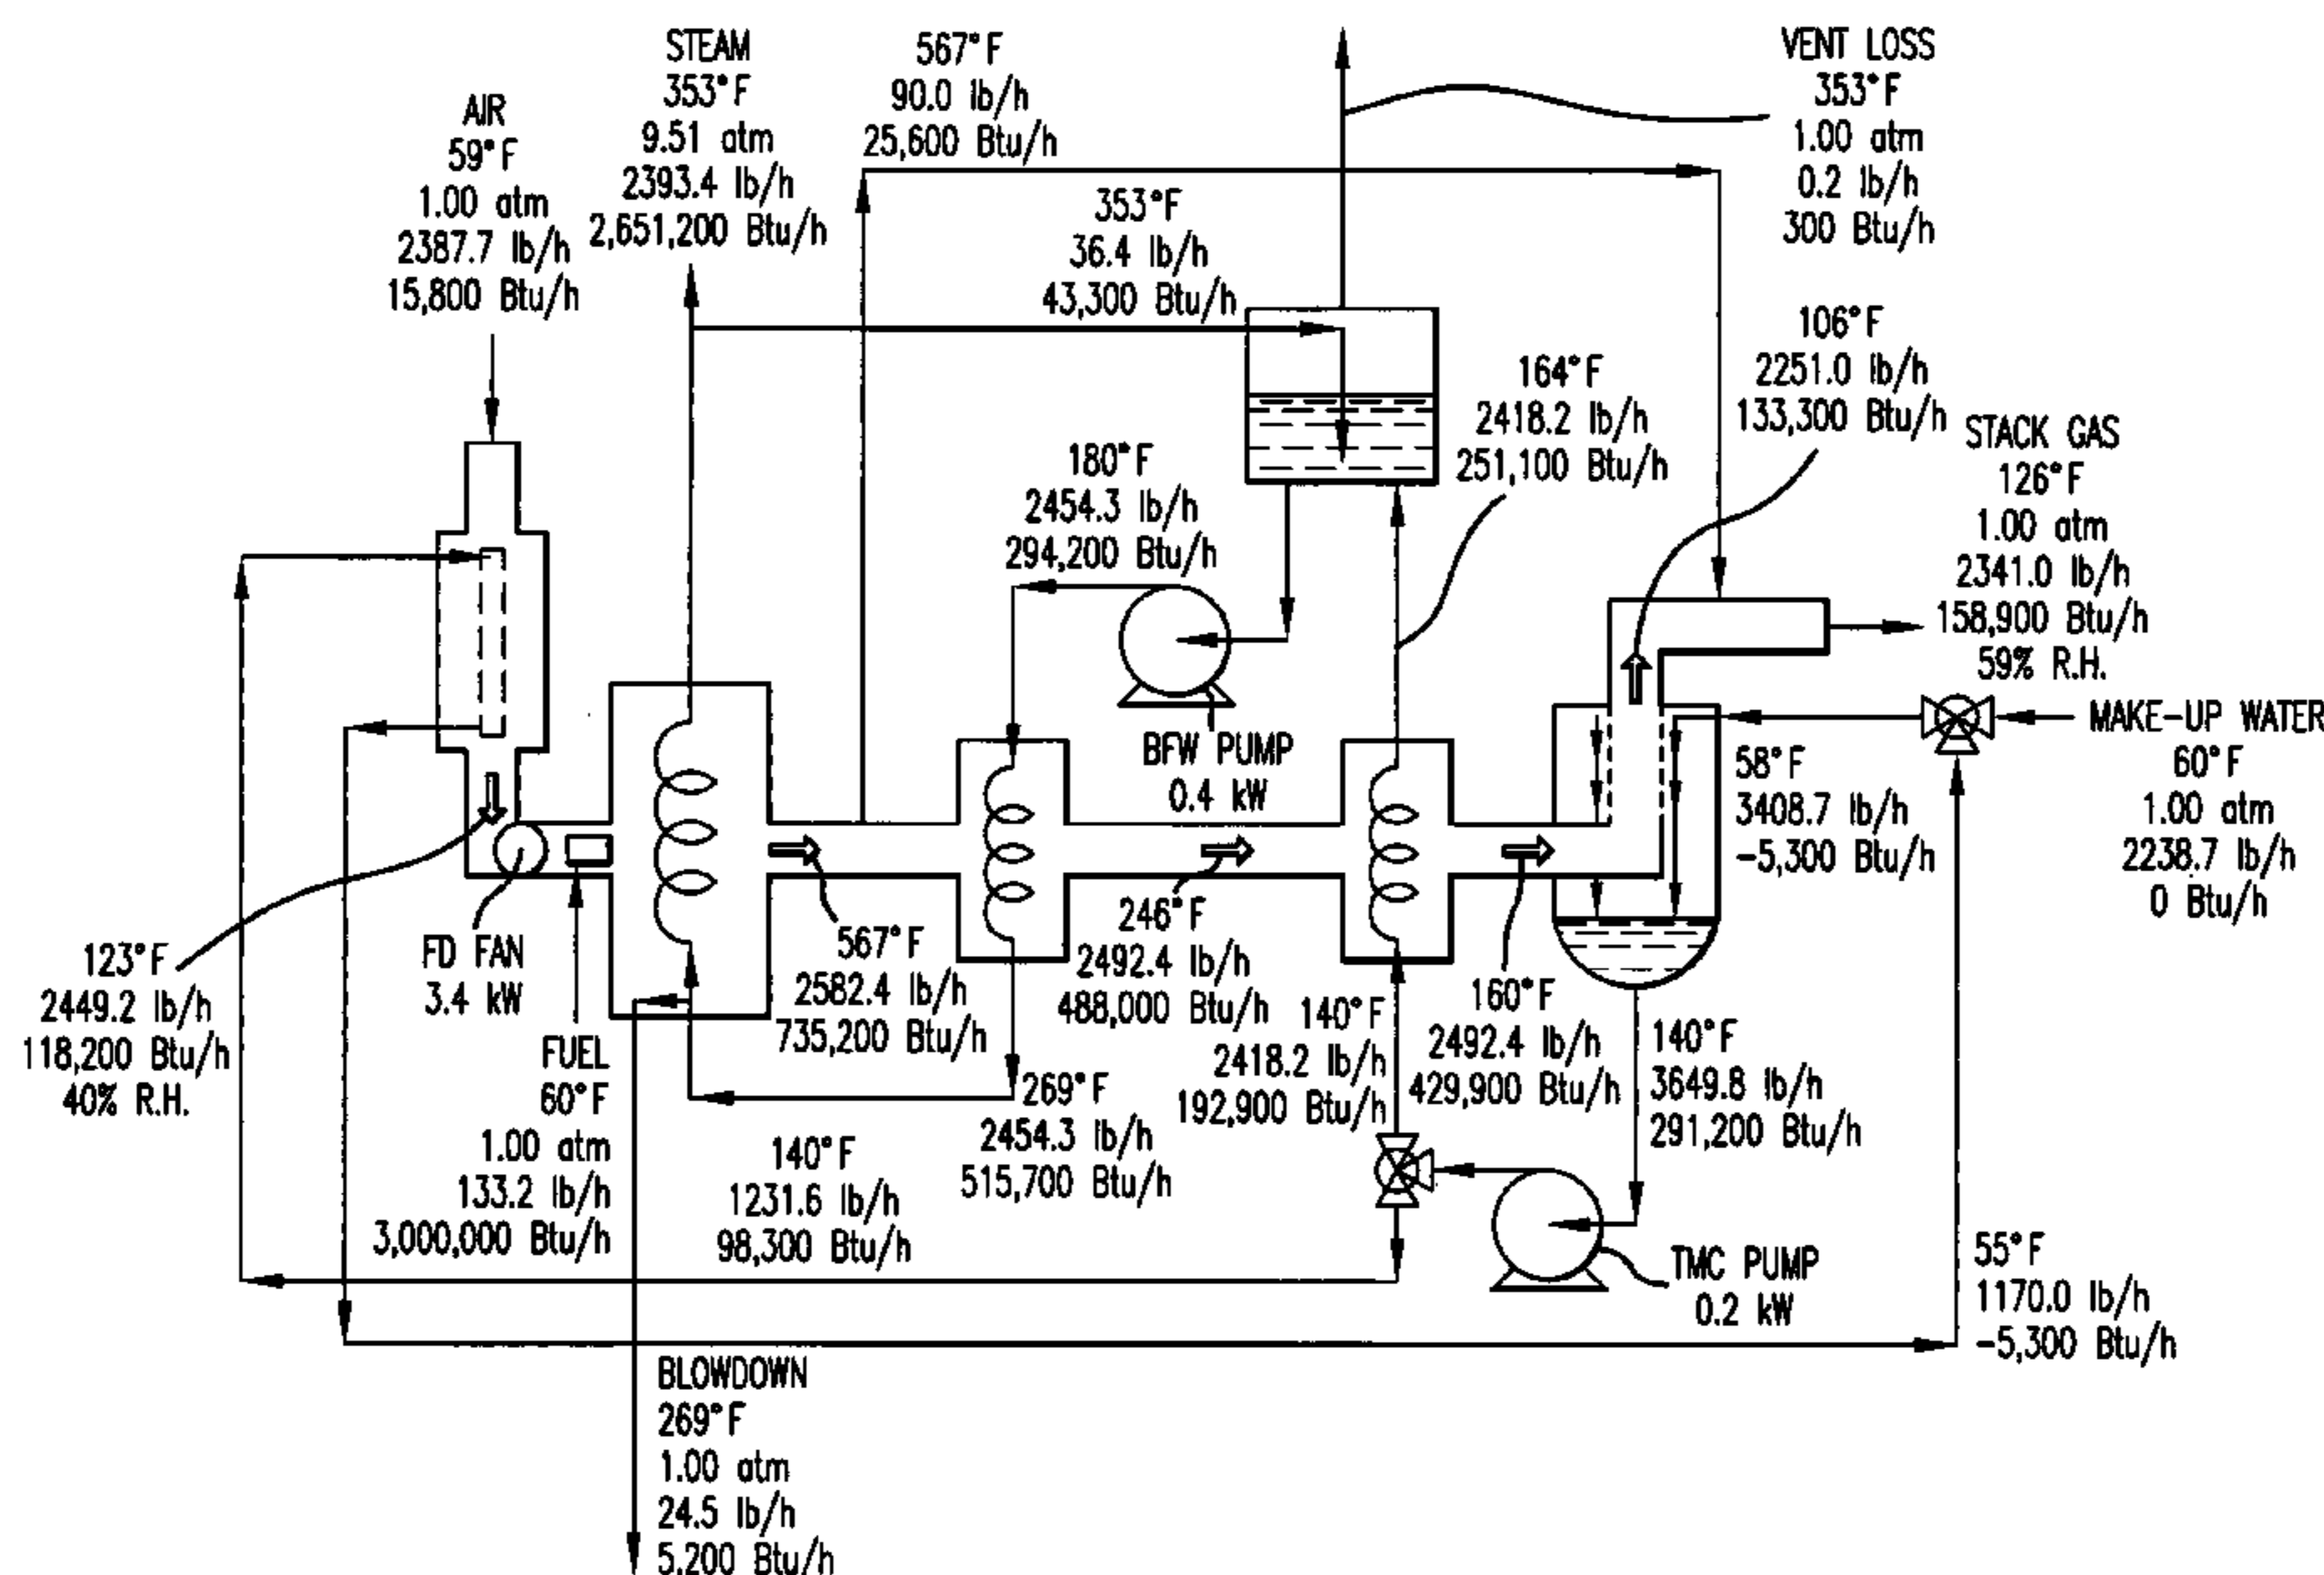 AIR
59°F
1.00 atm
2387.7 lb/h
15,800 Btu/h
STEAM
353°F
9.51 atm
2393.4 lb/h
2,651,200 Btu/h
567°F
90.0 lb/h
25,600 Btu/h
353°F
36.4 lb/h
43,300 Btu/h
VENT LOSS
353°F
1.00 atm
0.2 lb/h
300 Btu/h
106°F
2251.0 lb/h
133,300 Btu/h
164°F
2418.2 lb/h
251,100 Btu/h
STACK GAS
126°F
1.00 atm
2341.0 lb/h
158,900 Btu/h
59% R.H.
180°F
2454.3 lb/h
294,200 Btu/h
BFW PUMP
0.4 kW
MAKE-UP WATER
60°F
1.00 atm
2238.7 lb/h
0 Btu/h
58°F
3408.7 lb/h
-5,300 Btu/h
123°F
2449.2 lb/h
118,200 Btu/h
40% R.H.
FD FAN
3.4 kW
FUEL
60°F
1.00 atm
133.2 lb/h
3,000,000 Btu/h
567°F
2582.4 lb/h
735,200 Btu/h
246°F
2492.4 lb/h
488,000 Btu/h
140°F
2418.2 lb/h
192,900 Btu/h
160°F
2492.4 lb/h
429,900 Btu/h
140°F
3649.8 lb/h
291,200 Btu/h
269°F
2454.3 lb/h
515,700 Btu/h
140°F
1231.6 lb/h
98,300 Btu/h
TMC PUMP
0.2 kW
55°F
1170.0 lb/h
-5,300 Btu/h
BLOWDOWN
269°F
1.00 atm
24.5 lb/h
5,200 Btu/h